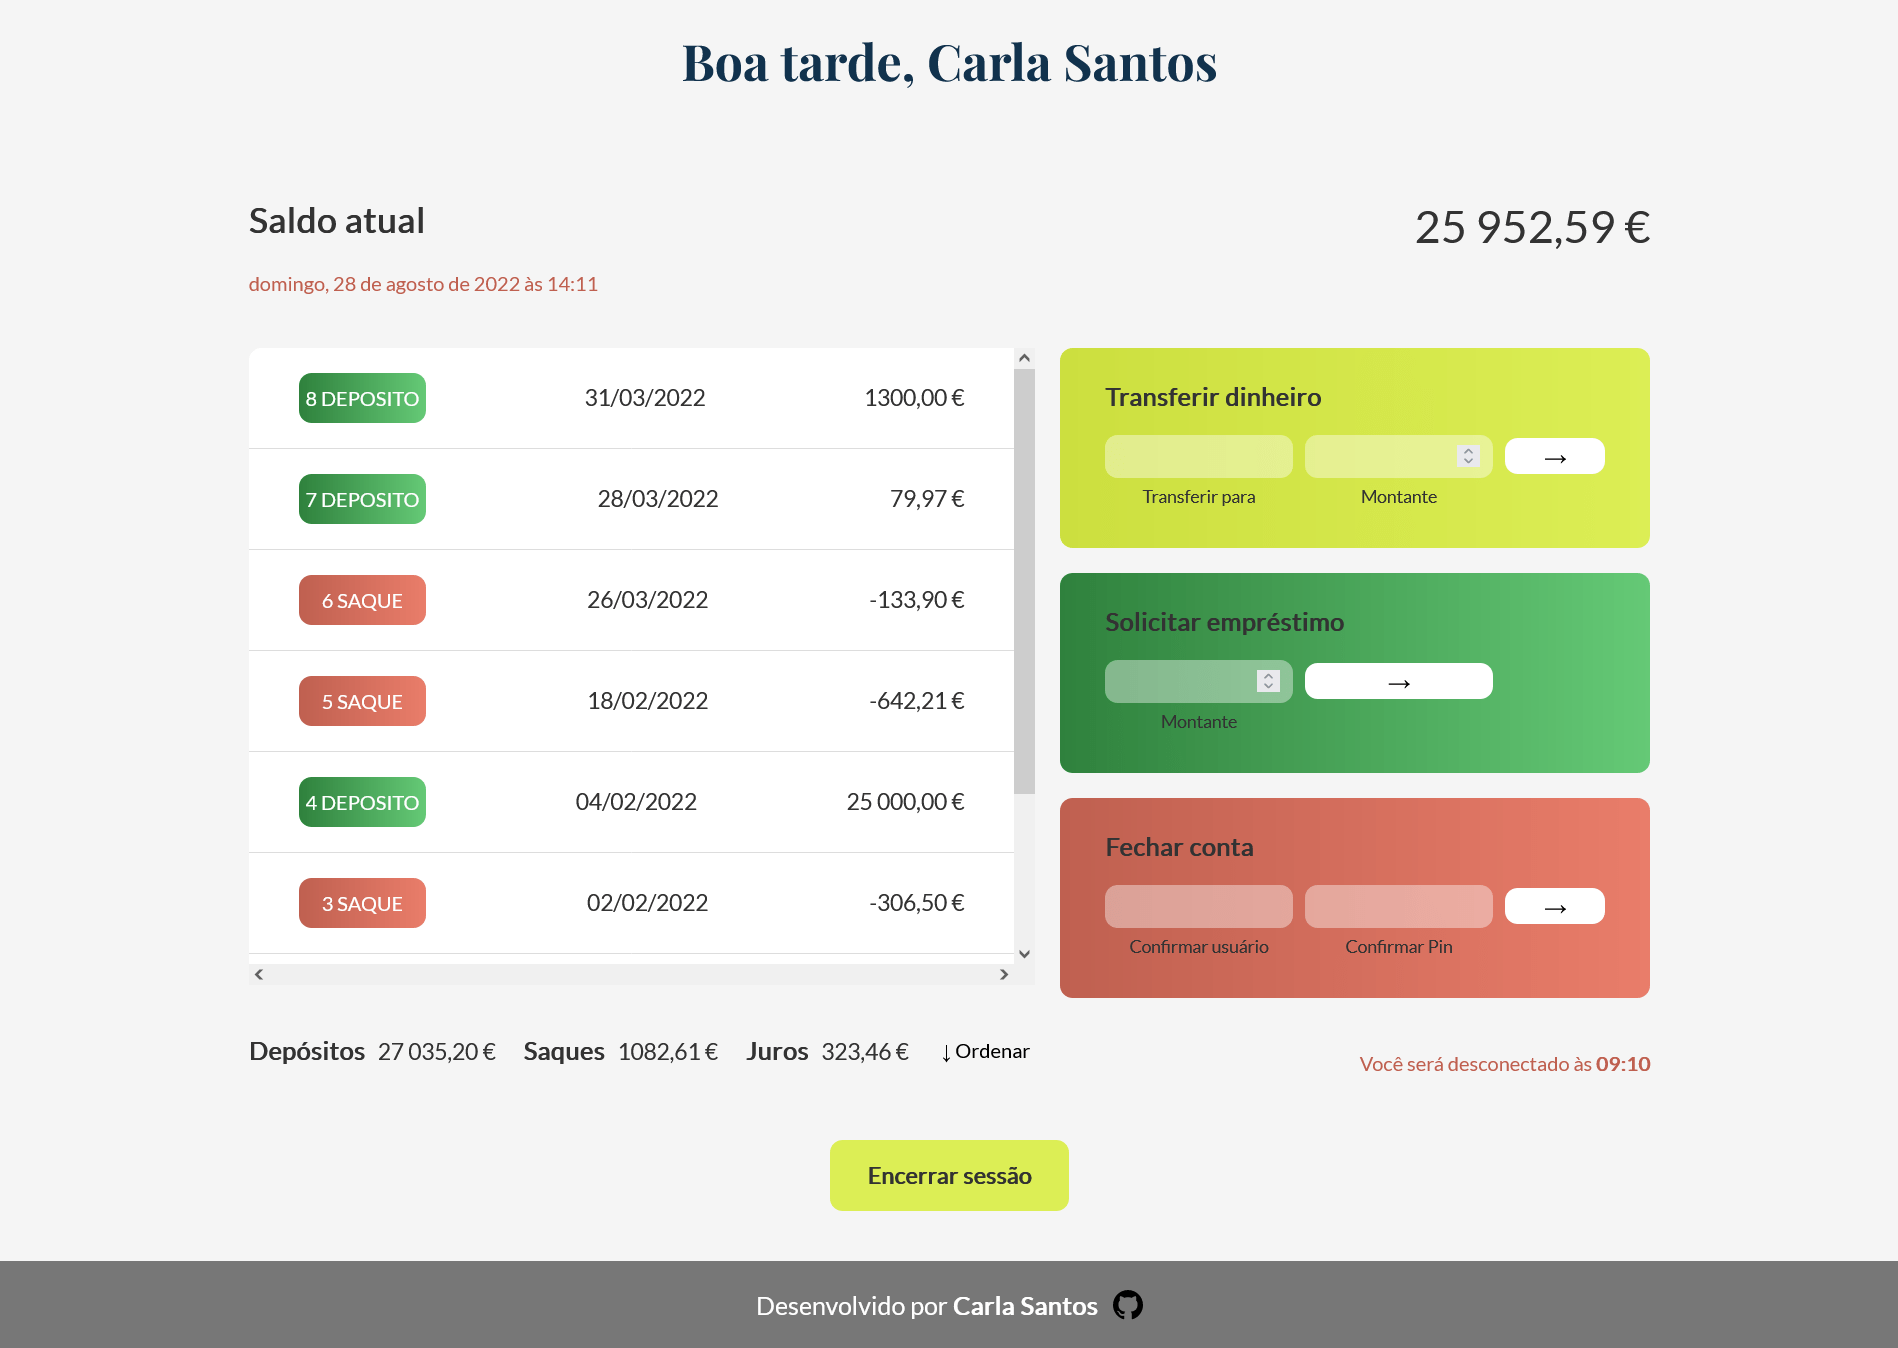 Boa tarde, Carla Santos
Saldo atual
25 952,59 €
domingo, 28 de agosto de 2022 às 14:11
8 DEPOSITO 31/03/2022 1300,00 €
7 DEPOSITO 28/03/2022 79,97 €
6 SAQUE 26/03/2022 -133,90 €
5 SAQUE 18/02/2022 -642,21 €
4 DEPOSITO 04/02/2022 25 000,00 €
3 SAQUE 02/02/2022 -306,50 €
Transferir dinheiro
→
Transferir para Montante
Solicitar empréstimo
→
Montante
Fechar conta
→
Confirmar usuário Confirmar Pin
Depósitos 27 035,20 € Saques 1082,61 € Juros 323,46 € ↓ Ordenar
Você será desconectado às 09:10
Encerrar sessão
Desenvolvido por Carla Santos